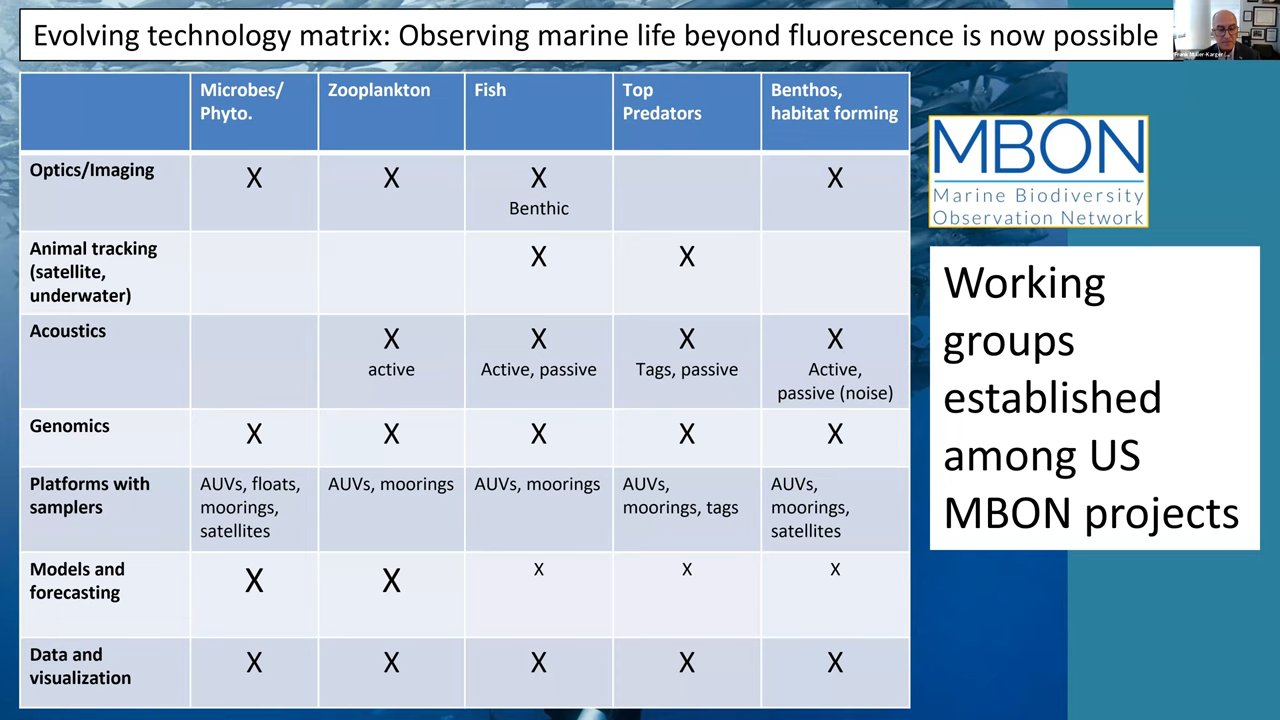 Evolving technology matrix: Observing marine life beyond fluorescence is now possible
Frank Muller-Karger
Microbes/
Phyto.
Zooplankton
Fish
Top
Predators
Benthos,
habitat forming
Optics/Imaging
X
X
X
Benthic
X
Animal tracking
(satellite,
underwater)
X
X
Acoustics
X
active
X
Active, passive
X
Tags, passive
X
Active,
passive (noise)
Genomics
X
X
X
X
X
Platforms with
samplers
AUVs, floats,
moorings,
satellites
AUVs, moorings
AUVs, moorings
AUVs,
moorings, tags
AUVs,
moorings,
satellites
Models and
forecasting
X
X
X
X
X
Data and
visualization
X
X
X
X
X
MBON
Marine Biodiversity
Observation Network
Working
groups
established
among US
MBON projects